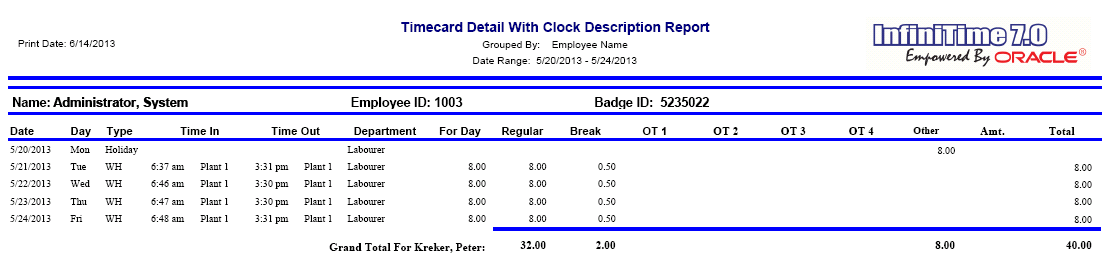 Timecard Detail With Clock Description Report
InfiniTime 7.0
Print Date: 6/14/2013
Grouped By: Employee Name
Empowered By ORACLE®
Date Range: 5/20/2013 - 5/24/2013
Name: Administrator, System Employee ID: 1003 Badge ID: 5235022
Date Day Type Time In Time Out Department For Day Regular Break OT 1 OT 2 OT 3 OT 4 Other Amt. Total
5/20/2013 Mon Holiday Labourer 8.00
5/21/2013 Tue WH 6:37 am Plant 1 3:31 pm Plant 1 Labourer 8.00 8.00 0.50 8.00
5/22/2013 Wed WH 6:46 am Plant 1 3:30 pm Plant 1 Labourer 8.00 8.00 0.50 8.00
5/23/2013 Thu WH 6:47 am Plant 1 3:30 pm Plant 1 Labourer 8.00 8.00 0.50 8.00
5/24/2013 Fri WH 6:48 am Plant 1 3:31 pm Plant 1 Labourer 8.00 8.00 0.50 8.00
Grand Total For Kreker, Peter: 32.00 2.00 8.00 40.00